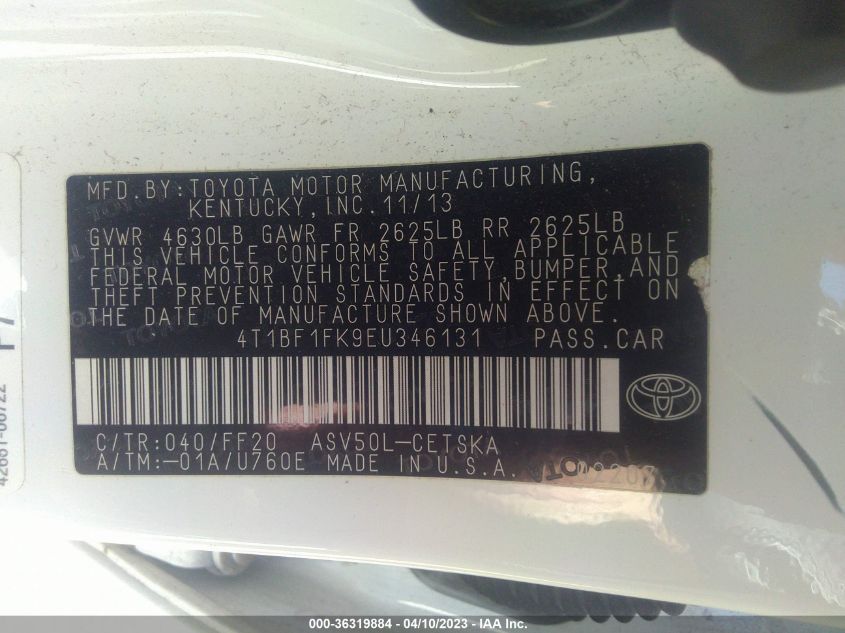 MFD.BY:TOYOTA MOTOR MANUFACTURING,
KENTUCKY,INC.11/13
GVWR 4630LB GAWR FR 2625LB RR 2625LB
THIS VEHICLE CONFORMS TO ALL APPLICABLE
FEDERAL MOTOR VEHICLE SAFETY,BUMPER,AND
THEFT PREVENTION STANDARDS IN EFFECT ON
THE DATE OF MANUFACTURE SHOWN ABOVE.
4T1BF1FK9EU346131 PASS.CAR
C/TR:040/FF20 ASV50L-CETSKA
A/TM:-01A/U760E MADE IN U.S.A.
000-36319884 - 04/10/2023 - IAA Inc.